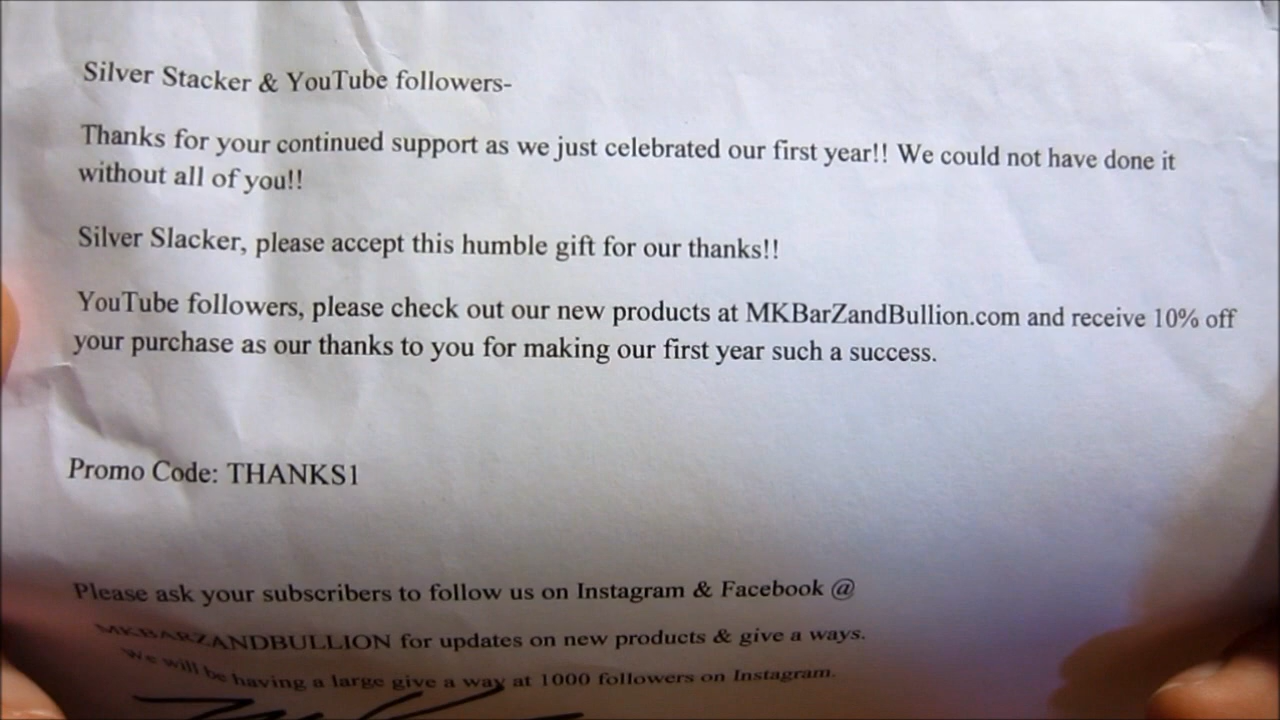 Silver Stacker & YouTube followers-
Thanks for your continued support as we just celebrated our first year!! We could not have done it
without all of you!!
Silver Slacker, please accept this humble gift for our thanks!!
YouTube followers, please check out our new products at MKBarZandBullion.com and receive 10% off
your purchase as our thanks to you for making our first year such a success.
Promo Code: THANKS1
Please ask your subscribers to follow us on Instagram & Facebook @
MKBARZANDBULLION for updates on new products & give a ways.
We will be having a large give a way at 1000 followers on Instagram.